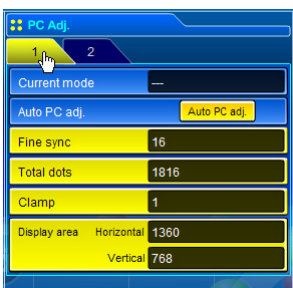 PC Adj.
1 2
Current mode ---
Auto PC adj. Auto PC adj.
Fine sync 16
Total dots 1816
Clamp 1
Display area Horizontal 1360
Vertical 768